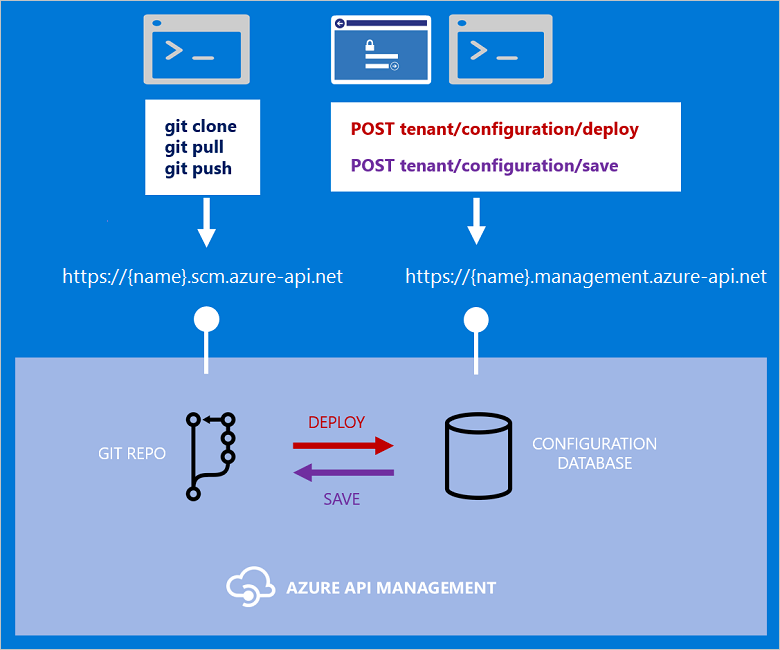 git clone
git pull
git push
POST tenant/configuration/deploy
POST tenant/configuration/save
https://{name}.scm.azure-api.net
https://{name}.management.azure-api.net
GIT REPO
DEPLOY
SAVE
CONFIGURATION
DATABASE
AZURE API MANAGEMENT